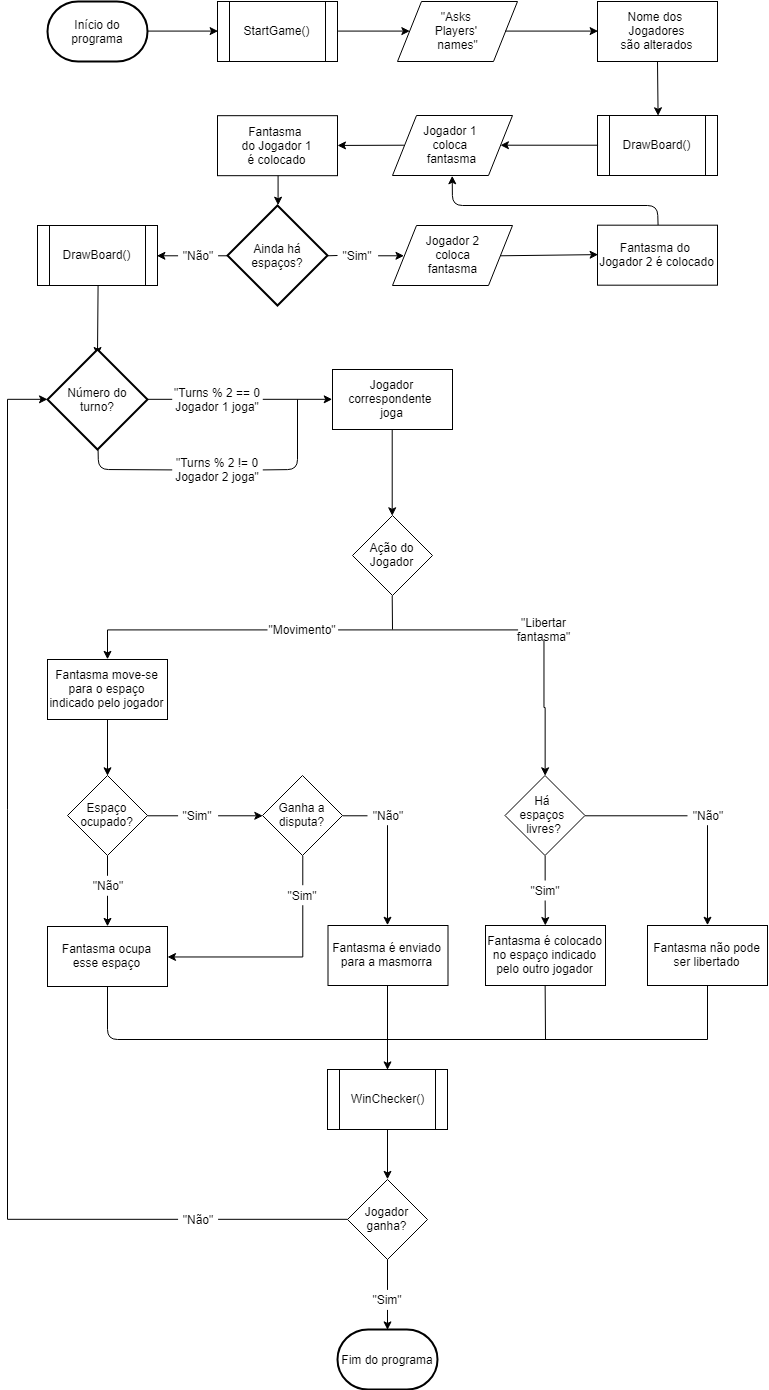 Início do
programa
StartGame()
"Asks
Players'
names"
Nome dos
Jogadores
são alterados
Fantasma
do Jogador 1
é colocado
Jogador 1
coloca
fantasma
DrawBoard()
DrawBoard()
"Não"
Ainda há
espaços?
"Sim"
Jogador 2
coloca
fantasma
Fantasma do
Jogador 2 é colocado
Número do
turno?
"Turns % 2 == 0
Jogador 1 joga"
Jogador
correspondente
joga
"Turns % 2 != 0
Jogador 2 joga"
Ação do
Jogador
"Movimento"
"Libertar
fantasma"
Fantasma move-se
para o espaço
indicado pelo jogador
Espaço
ocupado?
"Sim"
Ganha a
disputa?
"Não"
Há
espaços
livres?
"Não"
"Não"
"Sim"
"Sim"
Fantasma ocupa
esse espaço
Fantasma é enviado
para a masmorra
Fantasma é colocado
no espaço indicado
pelo outro jogador
Fantasma não pode
ser libertado
WinChecker()
"Não"
Jogador
ganha?
"Sim"
Fim do programa